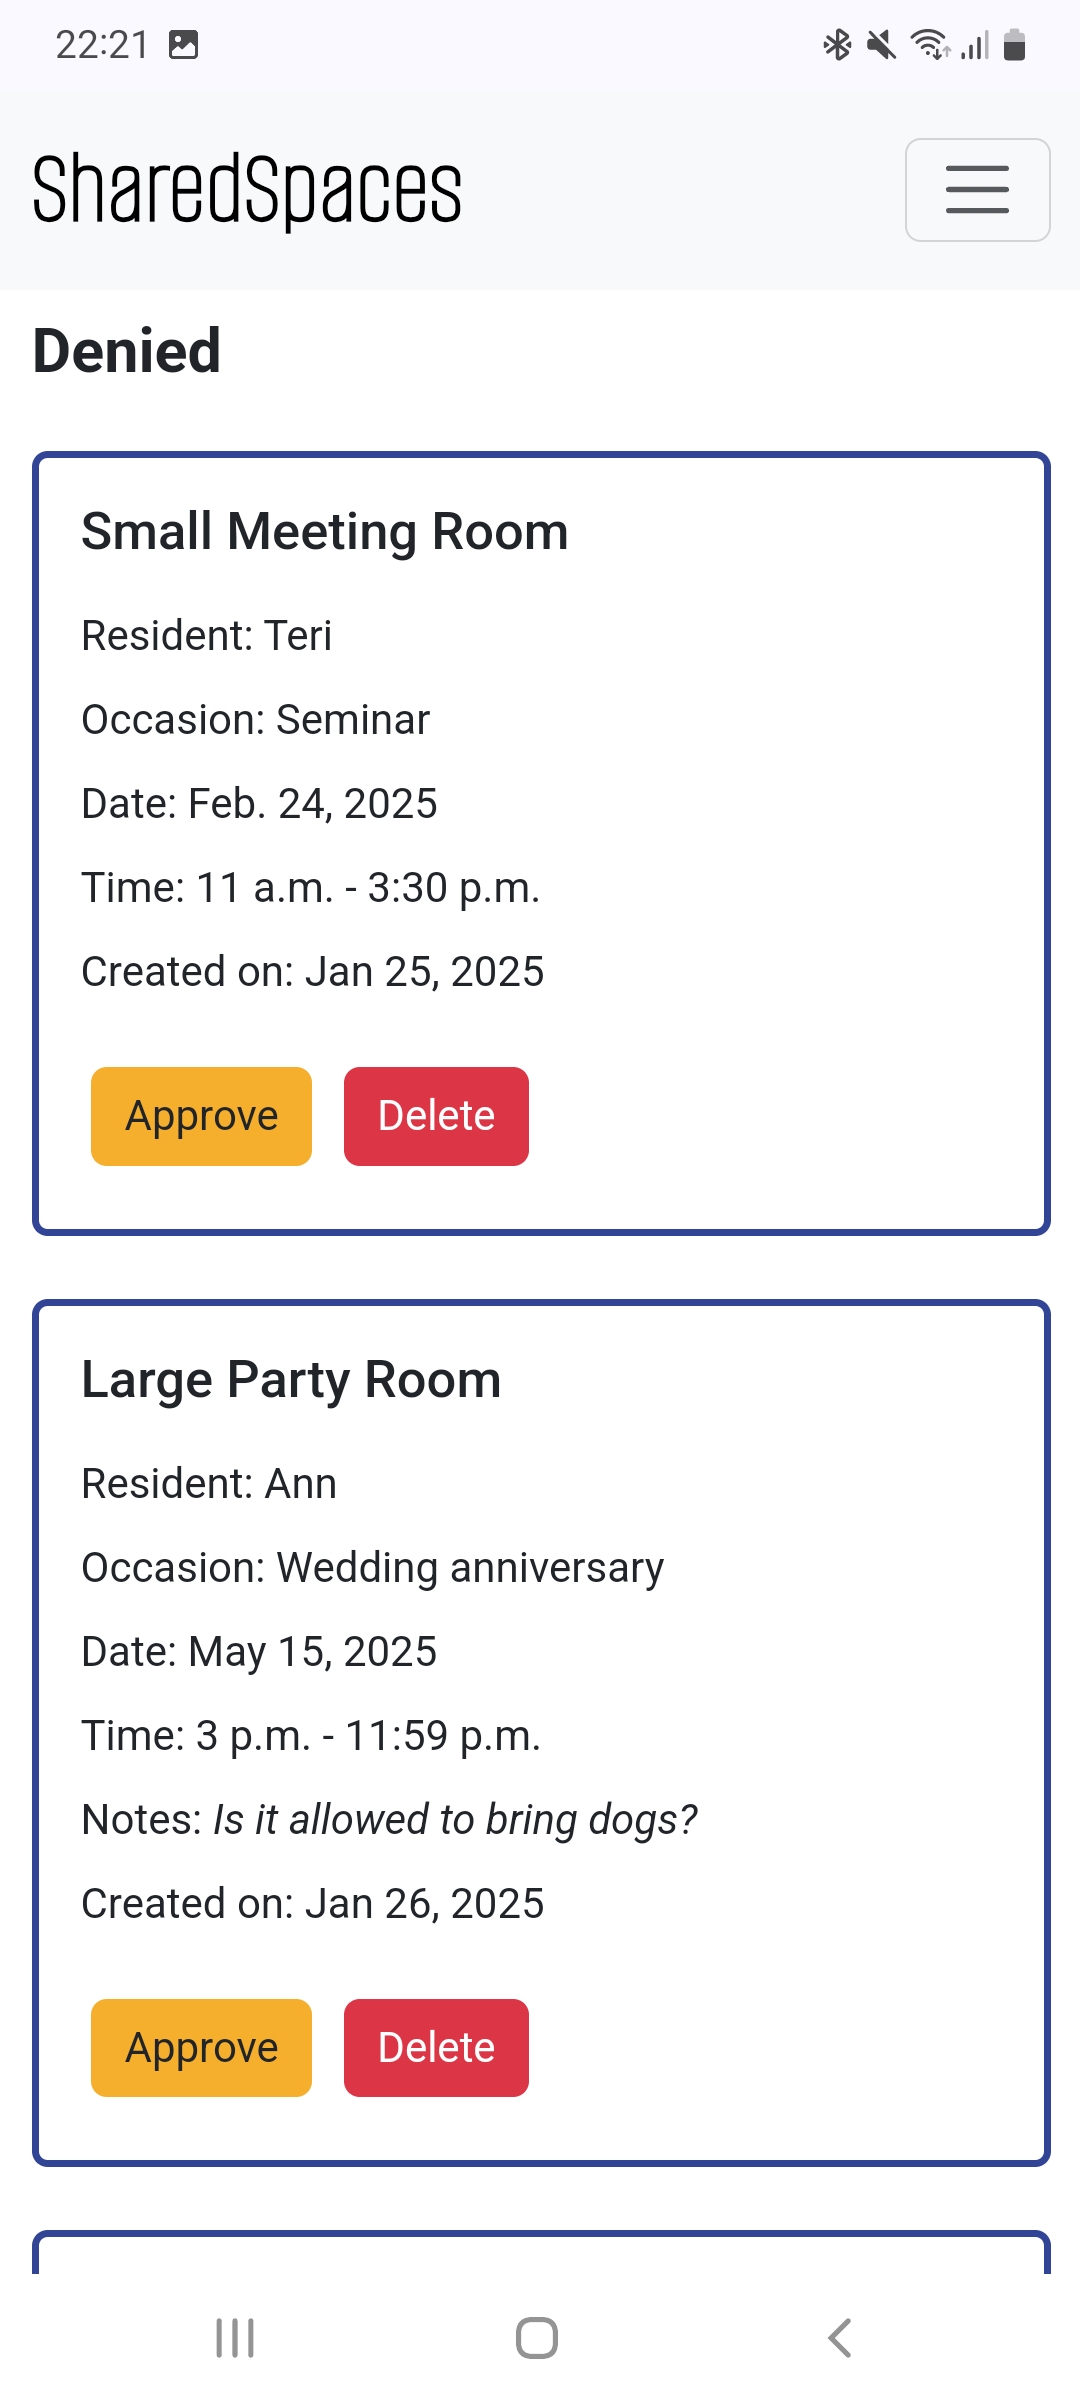 22:21
SharedSpaces
Denied
Small Meeting Room
Resident: Teri
Occasion: Seminar
Date: Feb. 24, 2025
Time: 11 a.m. - 3:30 p.m.
Created on: Jan 25, 2025
Approve Delete
Large Party Room
Resident: Ann
Occasion: Wedding anniversary
Date: May 15, 2025
Time: 3 p.m. - 11:59 p.m.
Notes: Is it allowed to bring dogs?
Created on: Jan 26, 2025
Approve Delete